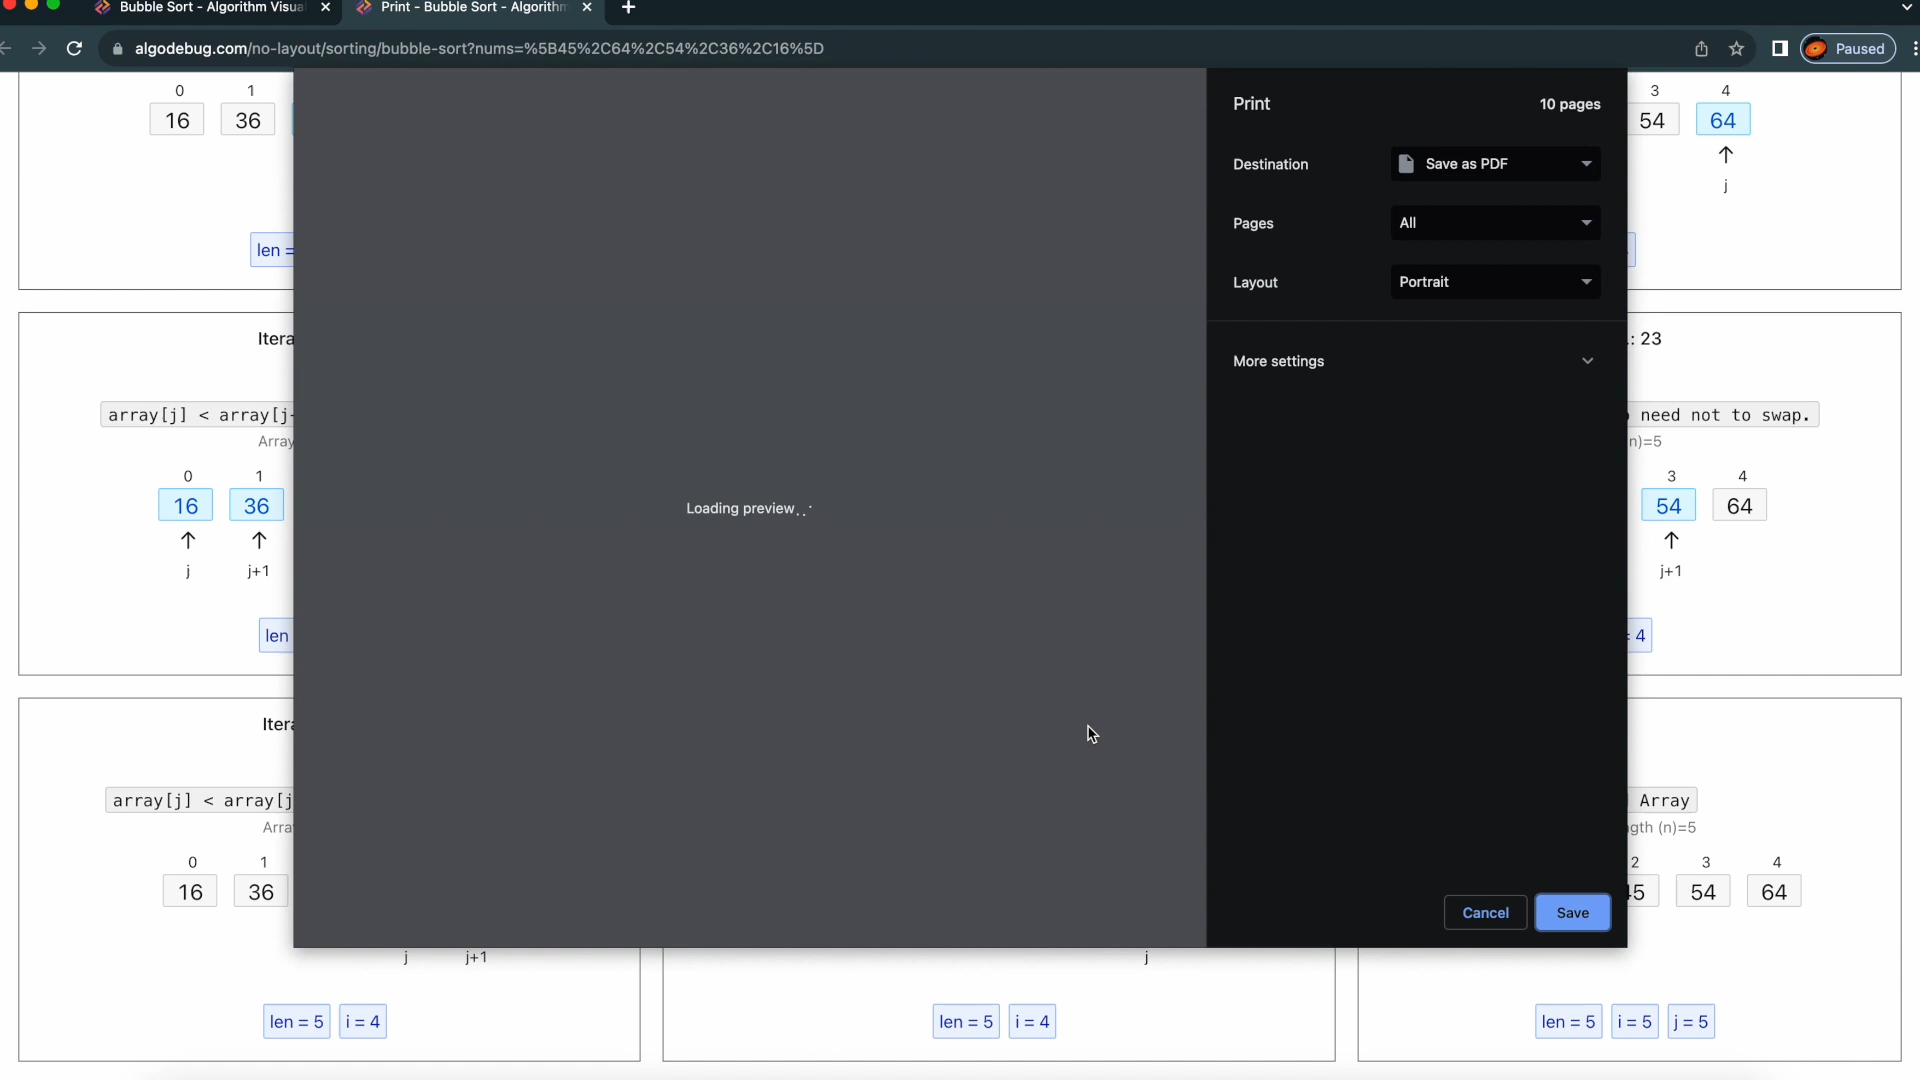 Bubble Sort - Algorithm Visua
Print - Bubble Sort - Algorithm
algodebug.com/no-layout/sorting/bubble-sort?nums=%5B45%2C64%2C54%2C36%2C16%5D
Paused
0 1
16 36
len =
3 4
54 64
j
Print 10 pages
Destination Save as PDF
Pages All
Layout Portrait
More settings
Loading preview...
Cancel Save
Itera
array[j] < array[j-
Array
0 1
16 36
j j+1
len
.: 23
need not to swap.
n)=5
3 4
54 64
j+1
= 4
Itera
array[j] < array[j
Arra
0 1
16 36
j j+1
len = 5 i = 4
j
len = 5 i = 4
Array
gth (n)=5
2 3 4
45 54 64
len = 5 i = 5 j = 5